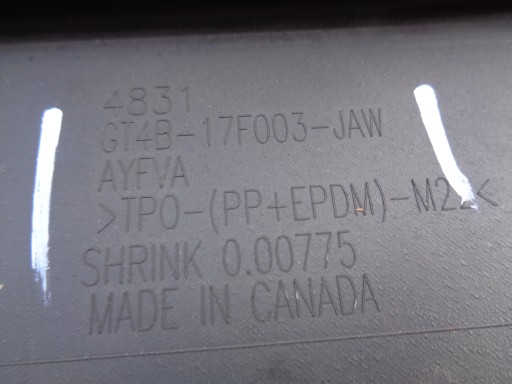 4831
GT4B-17F003-JAW
AYFVA
>TPO-(PP+EPDM)-M22<
SHRINK 0.00775
MADE IN CANADA